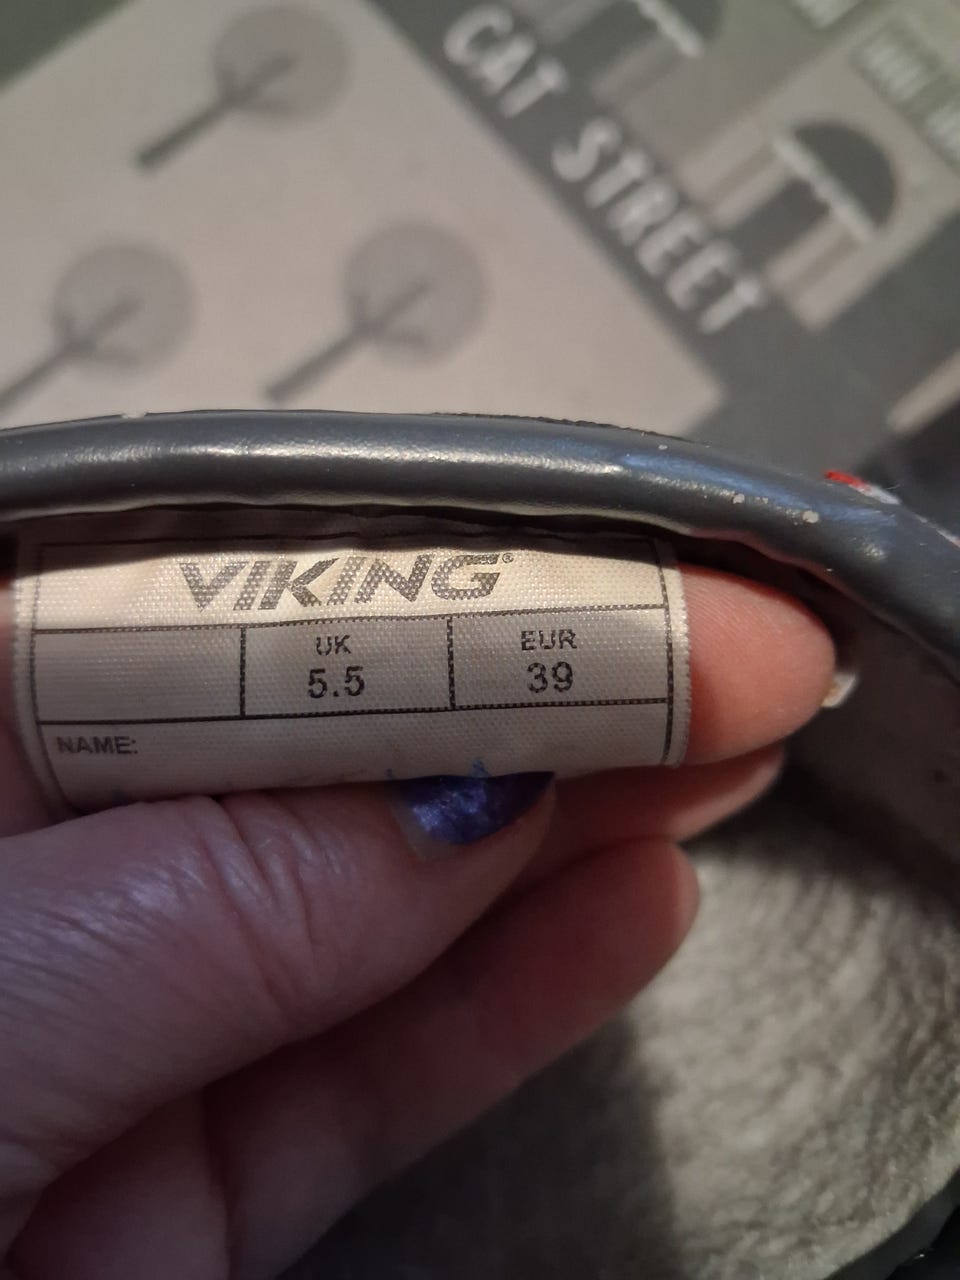 CAT STREET
VIKING®
UK
EUR
5.5
39
NAME: